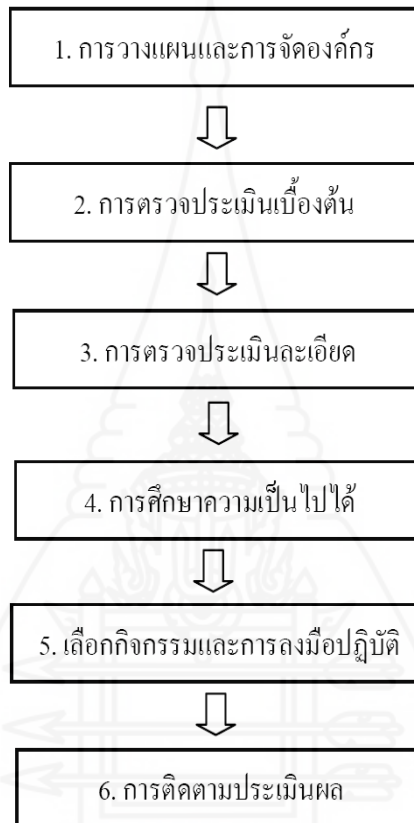 1. การวางแผนและการจัดองค์กร
2. การตรวจประเมินเบื้องต้น
3. การตรวจประเมินละเอียด
4. การศึกษาความเป็นไปได้
5. เลือกกิจกรรมและการลงมือปฏิบัติ
6. การติดตามประเมินผล